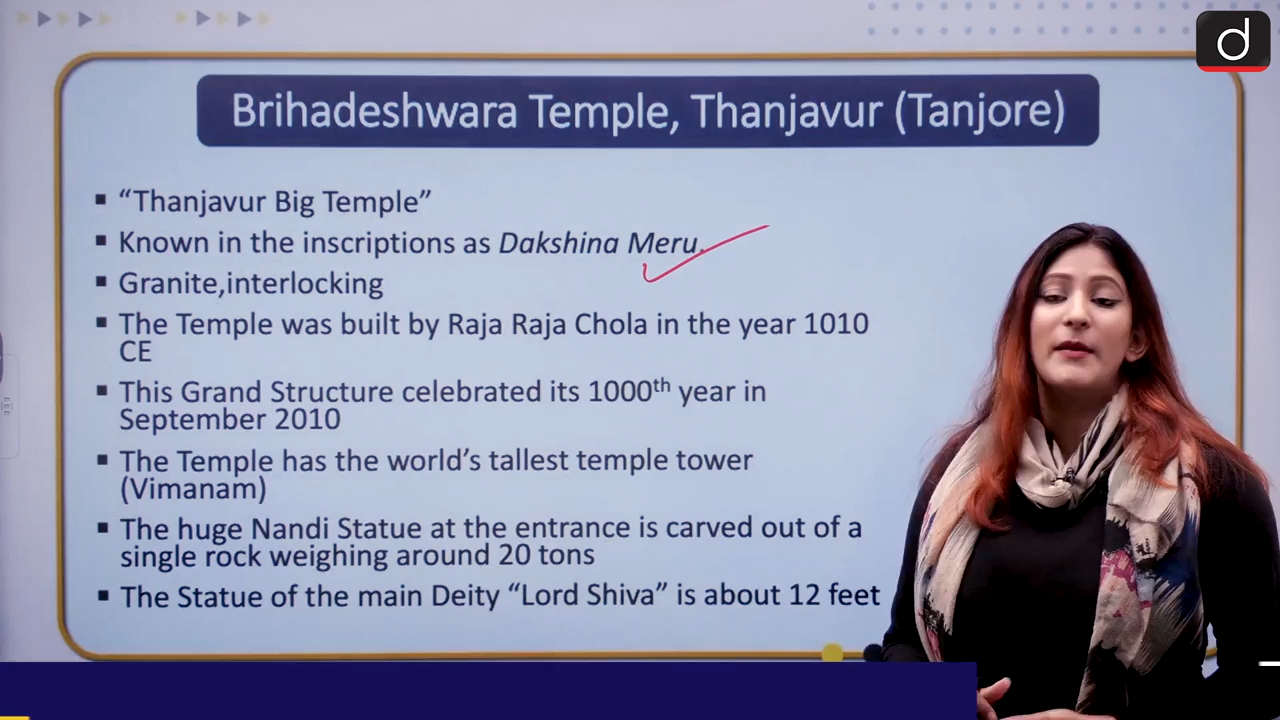 d
Brihadeshwara Temple, Thanjavur (Tanjore)
▪ “Thanjavur Big Temple”
▪ Known in the inscriptions as Dakshina Meru.
▪ Granite,interlocking
▪ The Temple was built by Raja Raja Chola in the year 1010
CE
▪ This Grand Structure celebrated its 1000th year in
September 2010
▪ The Temple has the world’s tallest temple tower
(Vimanam)
▪ The huge Nandi Statue at the entrance is carved out of a
single rock weighing around 20 tons
▪ The Statue of the main Deity “Lord Shiva” is about 12 feet